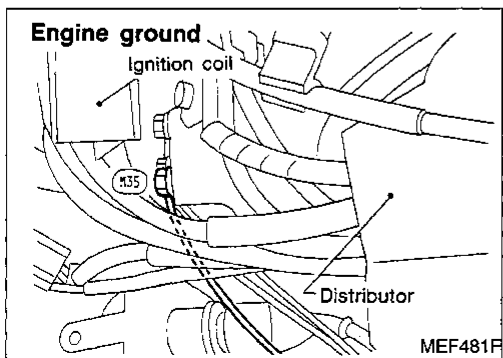 Engine ground
Ignition coil
M35
Distributor
MEF481F